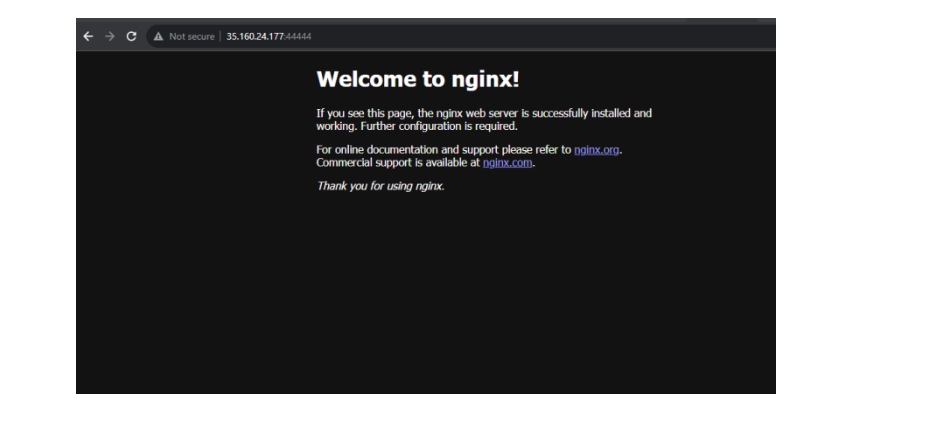 Not secure | 35.160.24.177:44444
Welcome to nginx!
If you see this page, the nginx web server is successfully installed and
working. Further configuration is required.
For online documentation and support please refer to nginx.org.
Commercial support is available at nginx.com.
Thank you for using nginx.